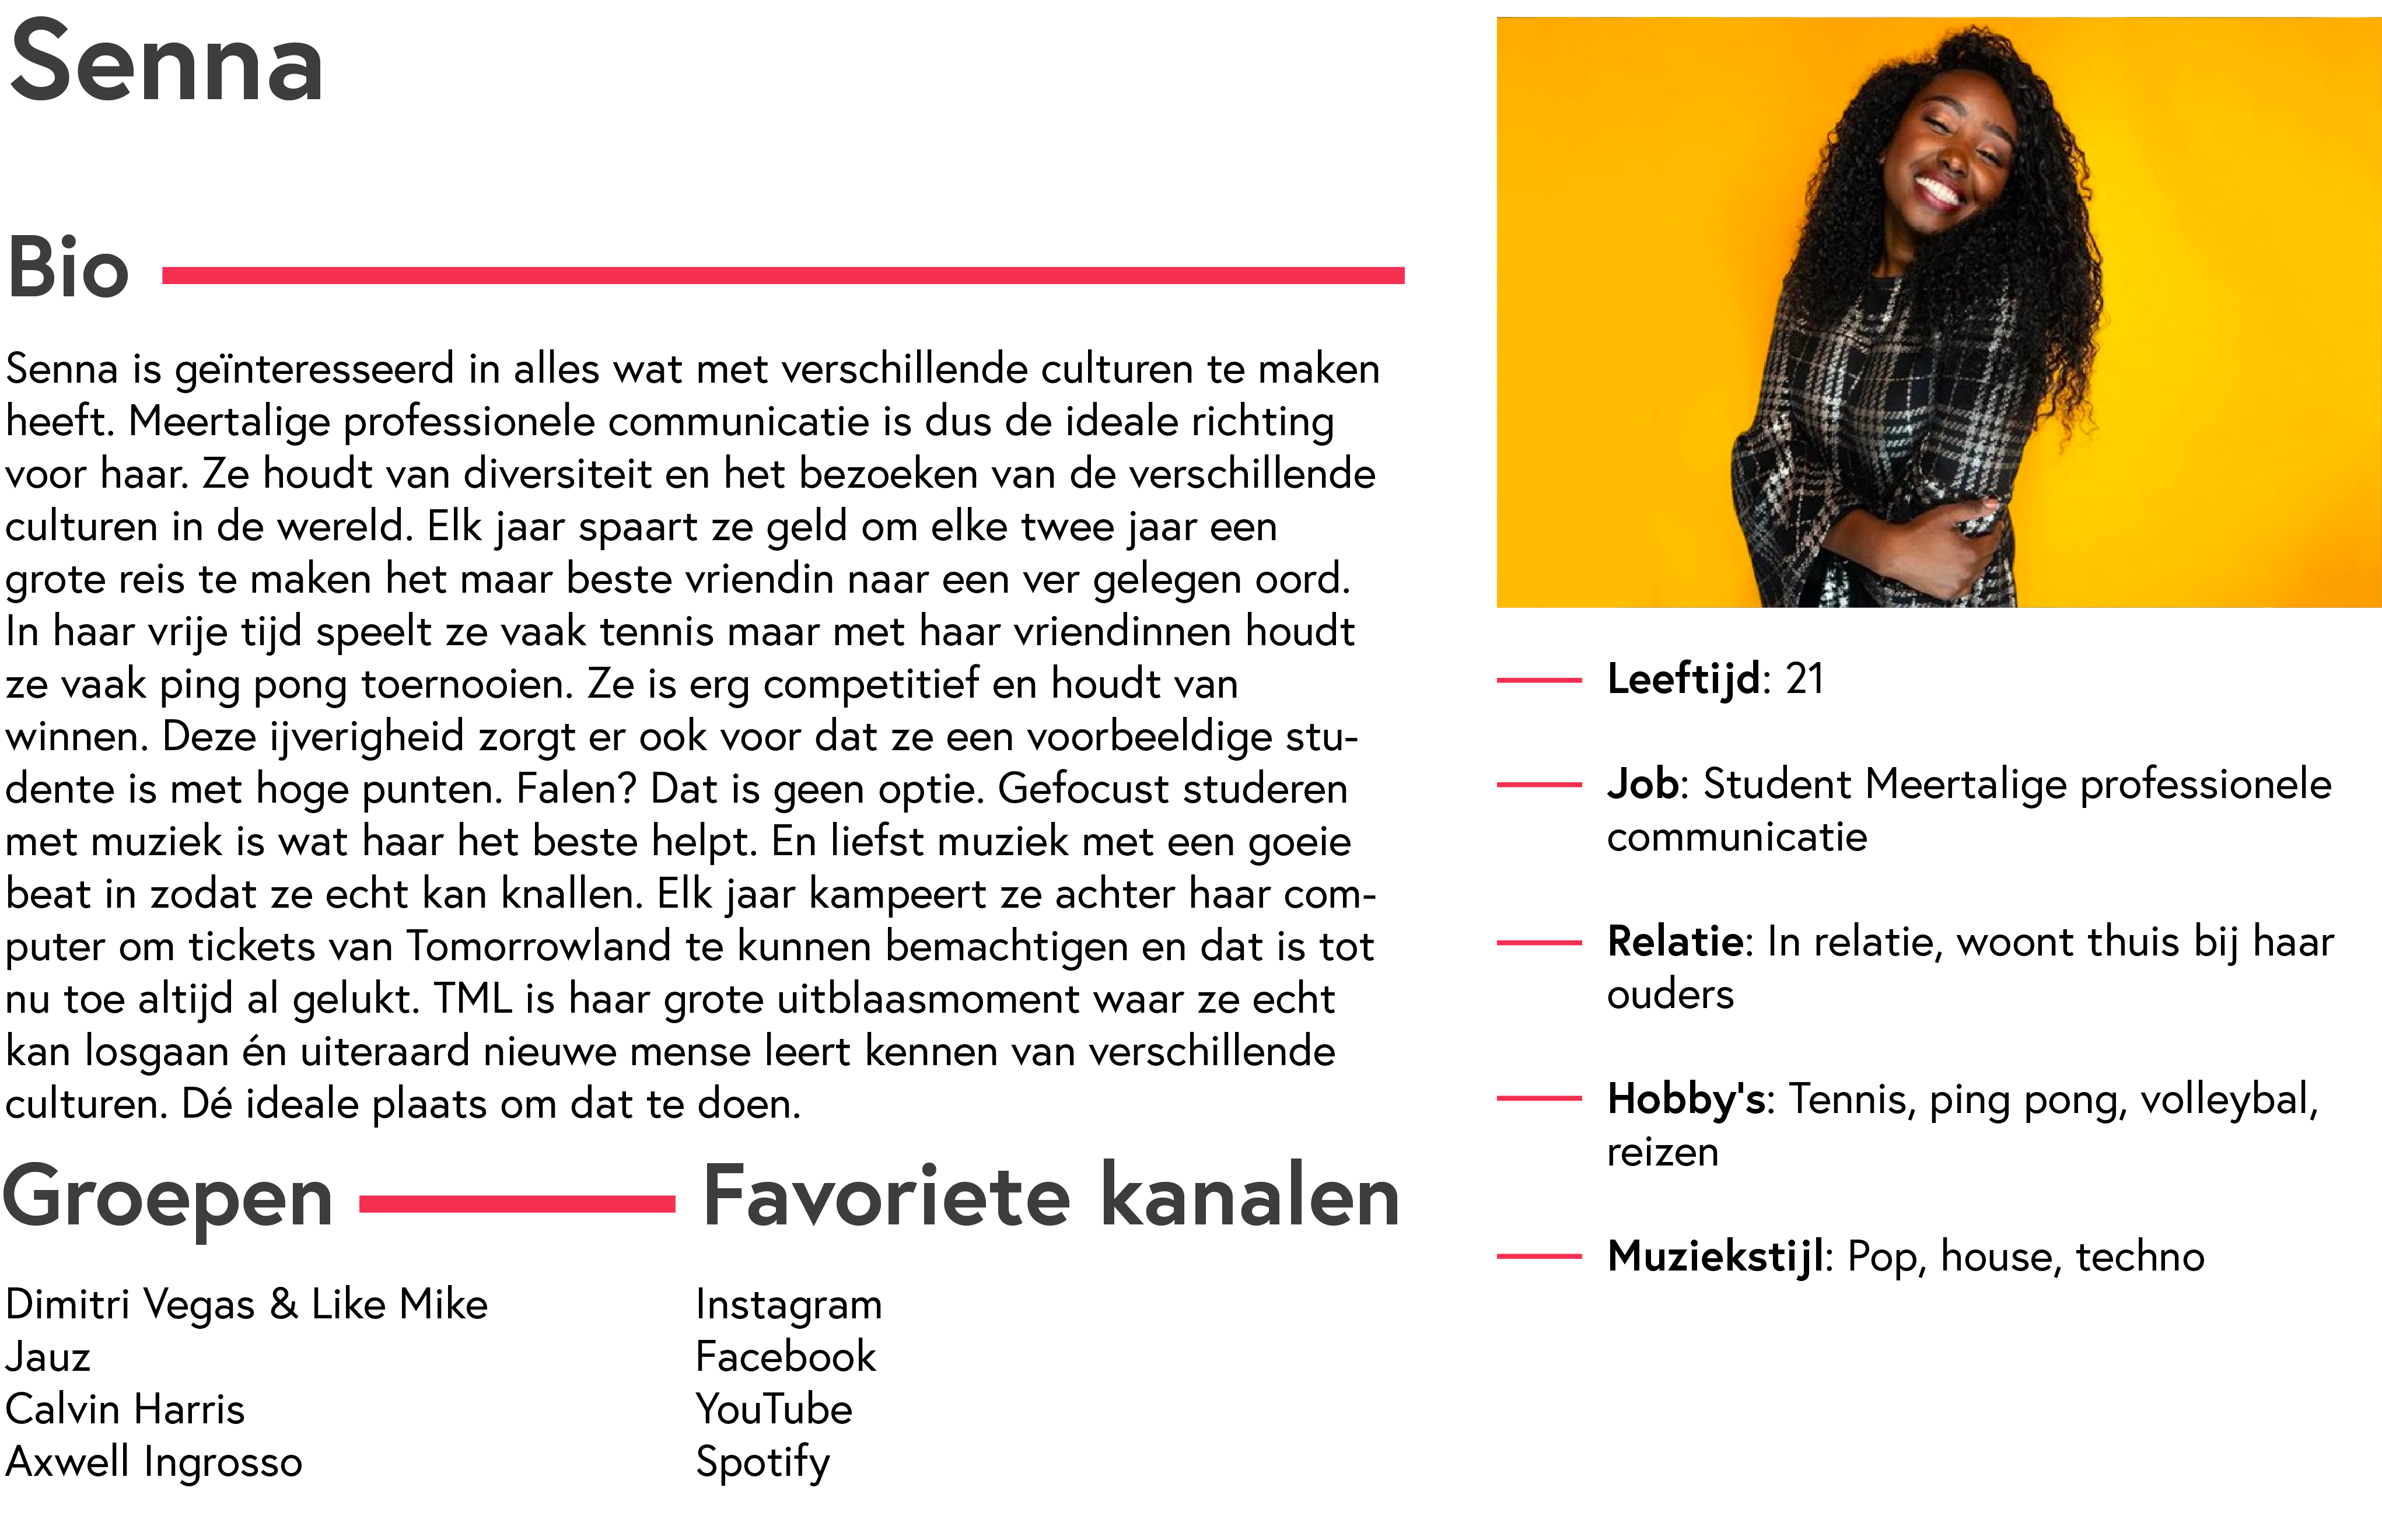 Senna
Bio
Senna is geïnteresseerd in alles wat met verschillende culturen te maken
heeft. Meertalige professionele communicatie is dus de ideale richting
voor haar. Ze houdt van diversiteit en het bezoeken van de verschillende
culturen in de wereld. Elk jaar spaart ze geld om elke twee jaar een
grote reis te maken het maar beste vriendin naar een ver gelegen oord.
In haar vrije tijd speelt ze vaak tennis maar met haar vriendinnen houdt
ze vaak ping pong toernooien. Ze is erg competitief en houdt van
winnen. Deze ijverigheid zorgt er ook voor dat ze een voorbeeldige stu-
dente is met hoge punten. Falen? Dat is geen optie. Gefocust studeren
met muziek is wat haar het beste helpt. En liefst muziek met een goeie
beat in zodat ze echt kan knallen. Elk jaar kampeert ze achter haar com-
puter om tickets van Tomorrowland te kunnen bemachtigen en dat is tot
nu toe altijd al gelukt. TML is haar grote uitblaasmoment waar ze echt
kan losgaan én uiteraard nieuwe mense leert kennen van verschillende
culturen. Dé ideale plaats om dat te doen.
Groepen
Dimitri Vegas & Like Mike
Jauz
Calvin Harris
Axwell Ingrosso
Favoriete kanalen
Instagram
Facebook
YouTube
Spotify
Leeftijd: 21
Job: Student Meertalige professionele
communicatie
Relatie: In relatie, woont thuis bij haar
ouders
Hobby's: Tennis, ping pong, volleybal,
reizen
Muziekstijl: Pop, house, techno